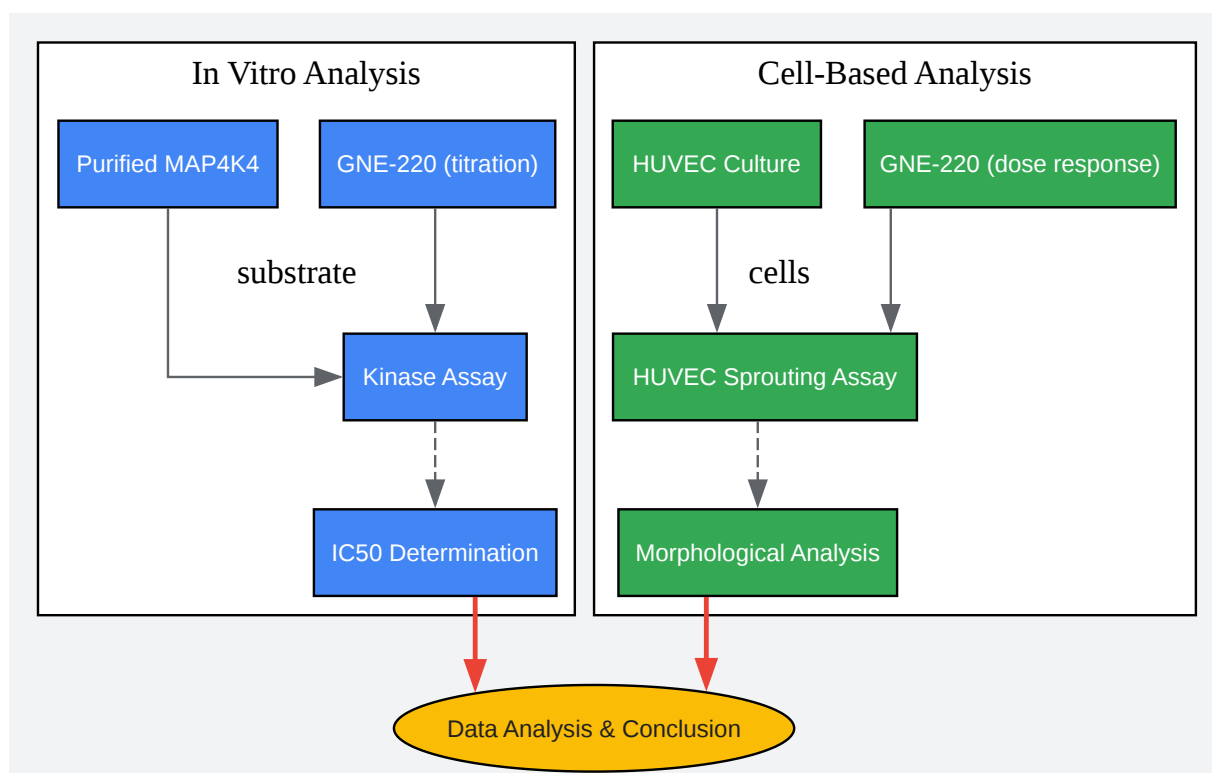 In Vitro Analysis
Purified MAP4K4
GNE-220 (titration)
substrate
Kinase Assay
IC50 Determination
Cell-Based Analysis
HUVEC Culture
GNE-220 (dose response)
cells
HUVEC Sprouting Assay
Morphological Analysis
Data Analysis & Conclusion